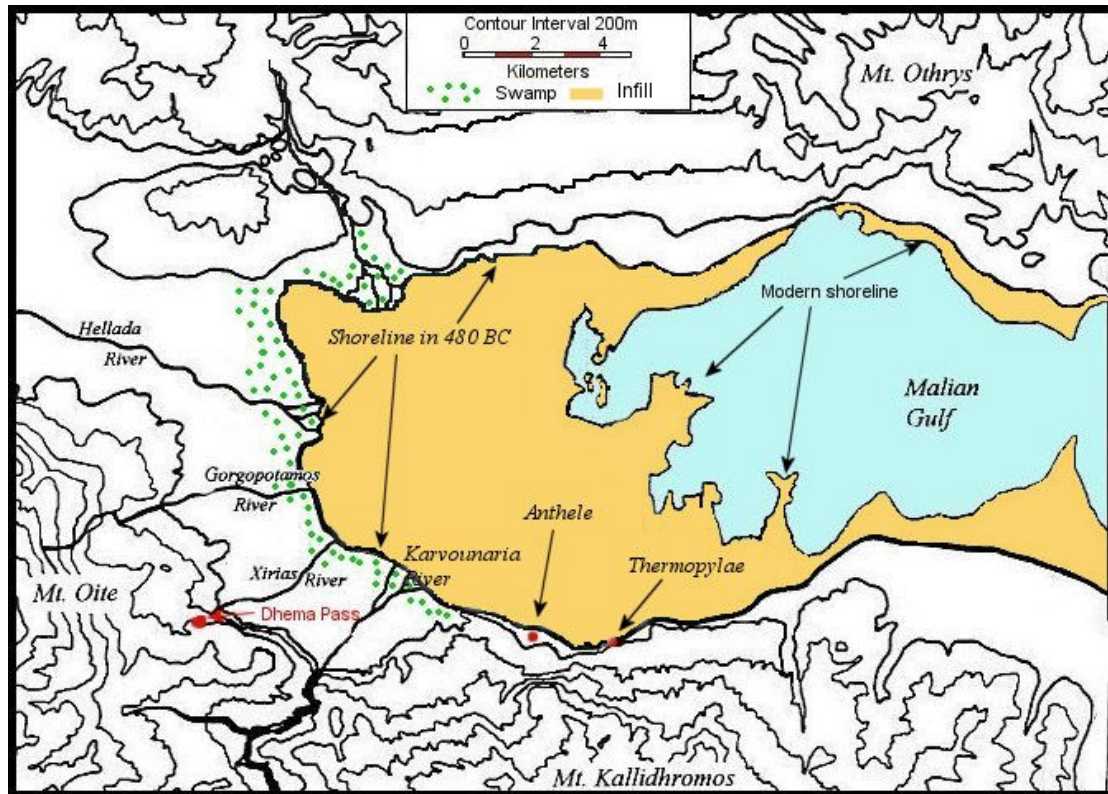 Contour Interval 200m
0 2 4
Kilometers
Swamp Infill
Mt. Othrys
Modern shoreline
Hellada
River
Shoreline in 480 BC
Malian
Gulf
Gorgopotamos
River
Anthele
Karvounaria
River
Thermopylae
Xirias River
Mt. Oite
Dhema Pass
Mt. Kallidhromos